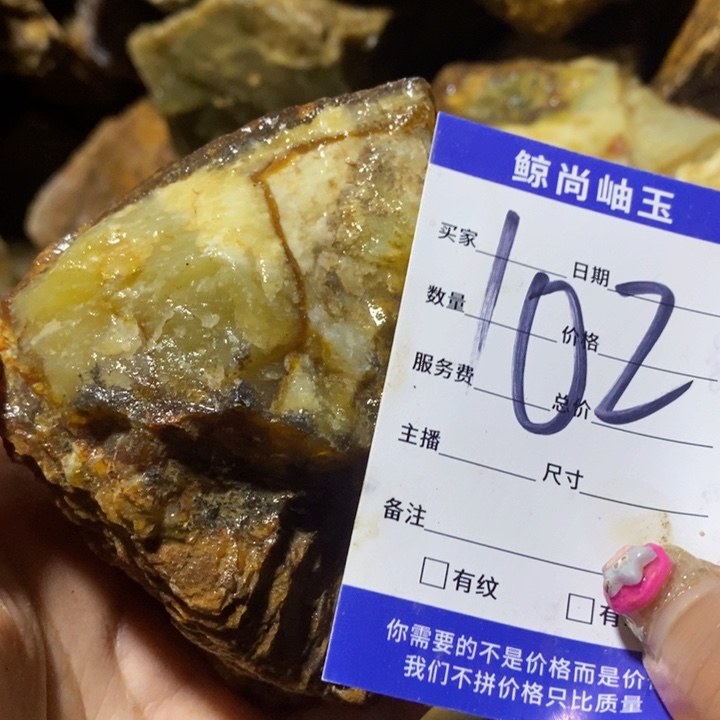 鲸尚岫玉
买家 日期
数量 价格
服务费 总价
102
主播 尺寸
备注
有纹 有
你需要的不是价格而是价
我们不拼价格只比质量